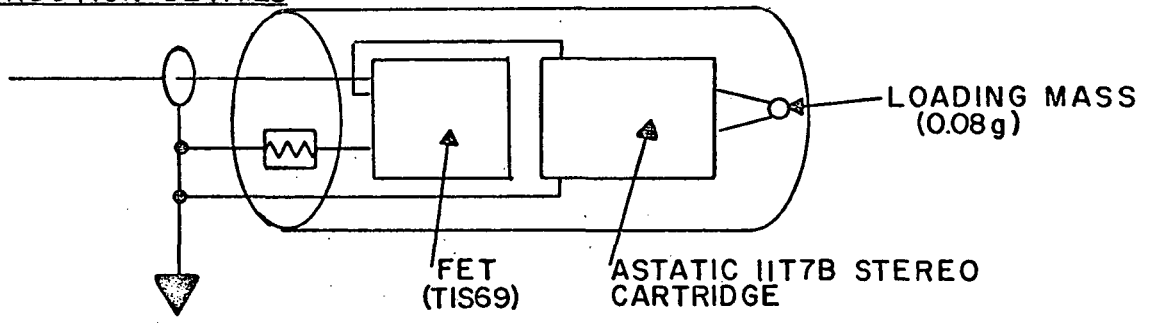 LOADING MASS
(0.08g)
FET
(TIS69)
ASTATIC 11T7B STEREO
CARTRIDGE